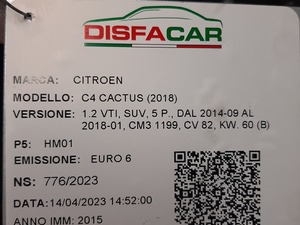 DISFACAR
MARCA: CITROEN
MODELLO: C4 CACTUS (2018)
VERSIONE: 1.2 VTI, SUV, 5 P., DAL 2014-09 AL
2018-01, CM3 1199, CV 82, KW. 60 (B)
P5: HM01
EMISSIONE: EURO 6
NS: 776/2023
DATA: 14/04/2023 14:52:00
ANNO IMM: 2015